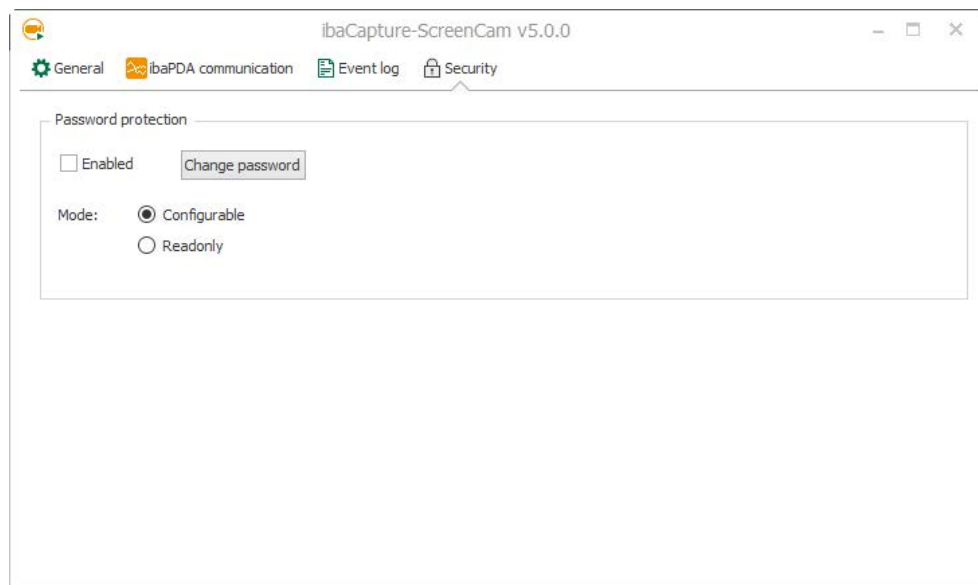 ibaCapture-ScreenCam v5.0.0
General ibaPDA communication Event log Security
Password protection
Enabled Change password
Mode: Configurable
Readonly